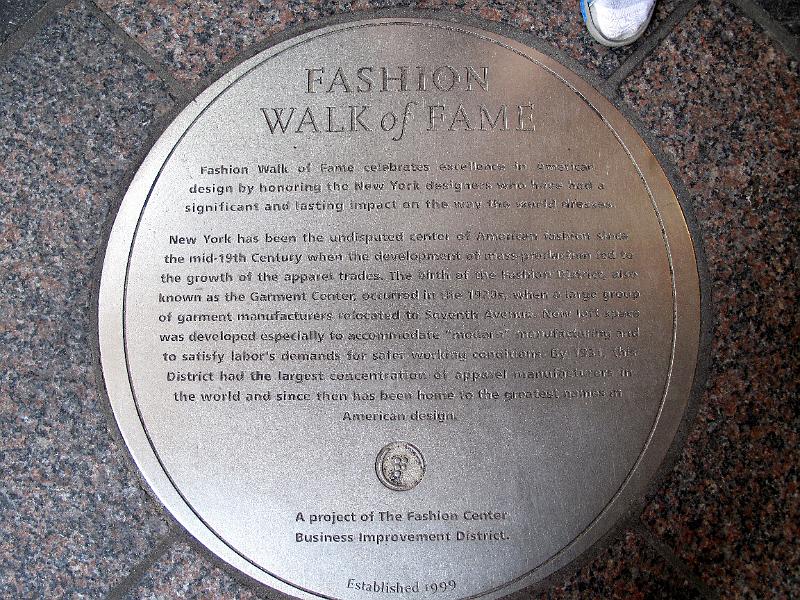 FASHION
WALK of FAME
Fashion Walk of Fame celebrates excellence in American
design by honoring the New York designers who have had a
significant and lasting impact on the way the world dresses.
New York has been the undisputed center of American fashion since
the mid-19th Century when the development of mass production led to
the growth of the apparel trades. The birth of the Fashion District, also
known as the Garment Center, occurred in the 1920s, when a large group
of garment manufacturers relocated to Seventh Avenue. New loft space
was developed especially to accommodate "modern" manufacturing and
to satisfy labor's demands for safer working conditions. By 1931, this
District had the largest concentration of apparel manufacturers in
the world and since then has been home to the greatest names in
American design.
A project of The Fashion Center
Business Improvement District.
Established 1999